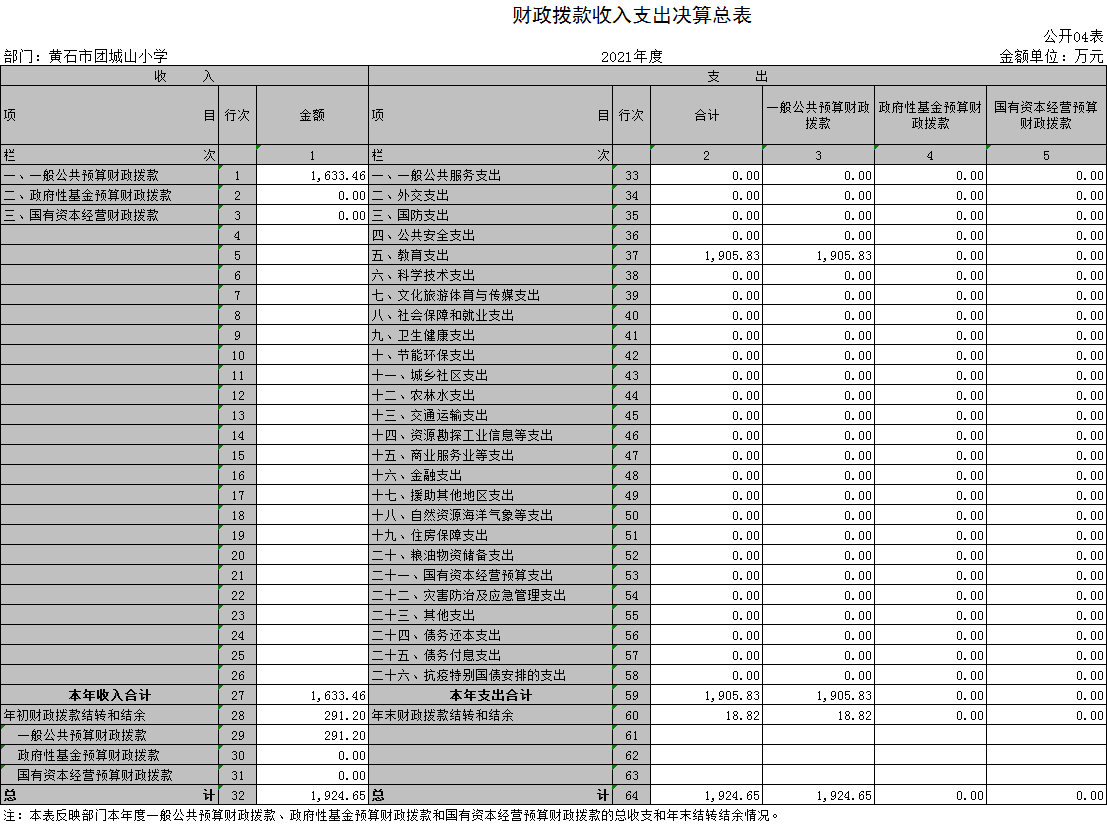 财政拨款收入支出决算总表
公开04表
部门：黄石市团城山小学 2021年度 金额单位：万元
收 入 支 出
项 目 行次 金额 项 目 行次 合计 一般公共预算财政拨款 政府性基金预算财政拨款 国有资本经营预算财政拨款
栏 次 1 栏 次 2 3 4 5
一、一般公共预算财政拨款 1 1,633.46 一、一般公共服务支出 33 0.00 0.00 0.00 0.00
二、政府性基金预算财政拨款 2 0.00 二、外交支出 34 0.00 0.00 0.00 0.00
三、国有资本经营财政拨款 3 0.00 三、国防支出 35 0.00 0.00 0.00 0.00
4 四、公共安全支出 36 0.00 0.00 0.00 0.00
5 五、教育支出 37 1,905.83 1,905.83 0.00 0.00
6 六、科学技术支出 38 0.00 0.00 0.00 0.00
7 七、文化旅游体育与传媒支出 39 0.00 0.00 0.00 0.00
8 八、社会保障和就业支出 40 0.00 0.00 0.00 0.00
9 九、卫生健康支出 41 0.00 0.00 0.00 0.00
10 十、节能环保支出 42 0.00 0.00 0.00 0.00
11 十一、城乡社区支出 43 0.00 0.00 0.00 0.00
12 十二、农林水支出 44 0.00 0.00 0.00 0.00
13 十三、交通运输支出 45 0.00 0.00 0.00 0.00
14 十四、资源勘探工业信息等支出 46 0.00 0.00 0.00 0.00
15 十五、商业服务业等支出 47 0.00 0.00 0.00 0.00
16 十六、金融支出 48 0.00 0.00 0.00 0.00
17 十七、援助其他地区支出 49 0.00 0.00 0.00 0.00
18 十八、自然资源海洋气象等支出 50 0.00 0.00 0.00 0.00
19 十九、住房保障支出 51 0.00 0.00 0.00 0.00
20 二十、粮油物资储备支出 52 0.00 0.00 0.00 0.00
21 二十一、国有资本经营预算支出 53 0.00 0.00 0.00 0.00
22 二十二、灾害防治及应急管理支出 54 0.00 0.00 0.00 0.00
23 二十三、其他支出 55 0.00 0.00 0.00 0.00
24 二十四、债务还本支出 56 0.00 0.00 0.00 0.00
25 二十五、债务付息支出 57 0.00 0.00 0.00 0.00
26 二十六、抗疫特别国债安排的支出 58 0.00 0.00 0.00 0.00
本年收入合计 27 1,633.46 本年支出合计 59 1,905.83 1,905.83 0.00 0.00
年初财政拨款结转和结余 28 291.20 年末财政拨款结转和结余 60 18.82 18.82 0.00 0.00
一般公共预算财政拨款 29 291.20 61
政府性基金预算财政拨款 30 0.00 62
国有资本经营预算财政拨款 31 0.00 63
总 计 32 1,924.65 总 计 64 1,924.65 1,924.65 0.00 0.00
注：本表反映部门本年度一般公共预算财政拨款、政府性基金预算财政拨款和国有资本经营预算财政拨款的总收支和年末结转结余情况。